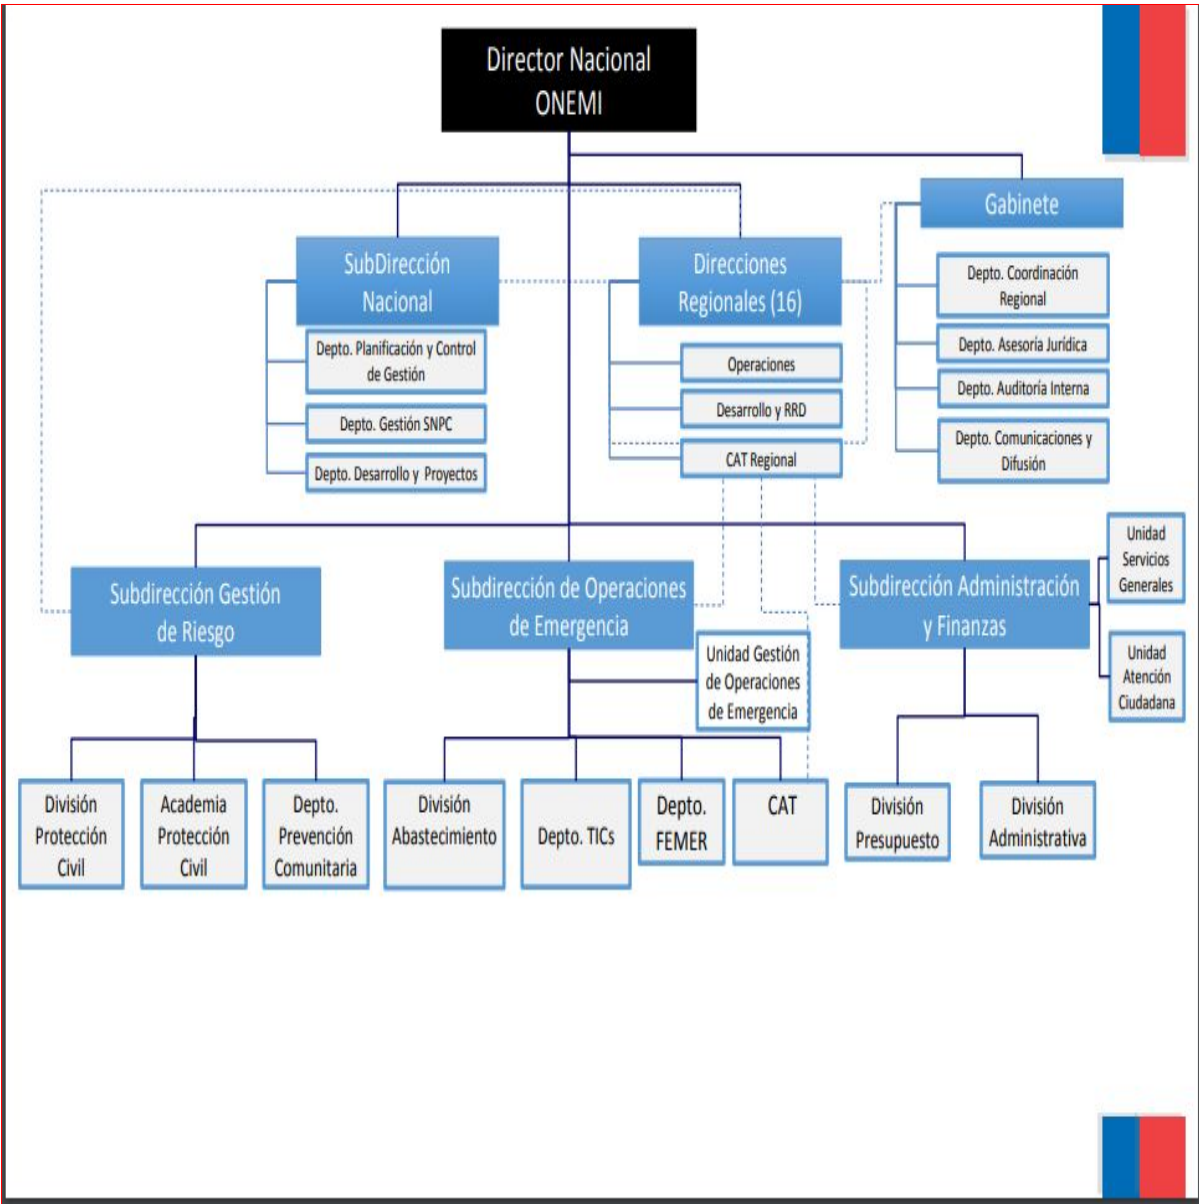 Director Nacional
ONEMI
Gabinete
SubDirección
Nacional
Direcciones
Regionales (16)
Depto. Coordinación
Regional
Depto. Planificación y Control
de Gestión
Operaciones
Depto. Asesoría Jurídica
Depto. Gestión SNPC
Desarrollo y RRD
Depto. Auditoría Interna
Depto. Desarrollo y Proyectos
CAT Regional
Depto. Comunicaciones y
Difusión
Subdirección Gestión
de Riesgo
Subdirección de Operaciones
de Emergencia
Subdirección Administración
y Finanzas
Unidad
Servicios
Generales
Unidad Gestión
de Operaciones
de Emergencia
Unidad
Atención
Ciudadana
División
Protección
Civil
Academia
Protección
Civil
Depto.
Prevención
Comunitaria
División
Abastecimiento
Depto. TICs
Depto.
FEMER
CAT
División
Presupuesto
División
Administrativa